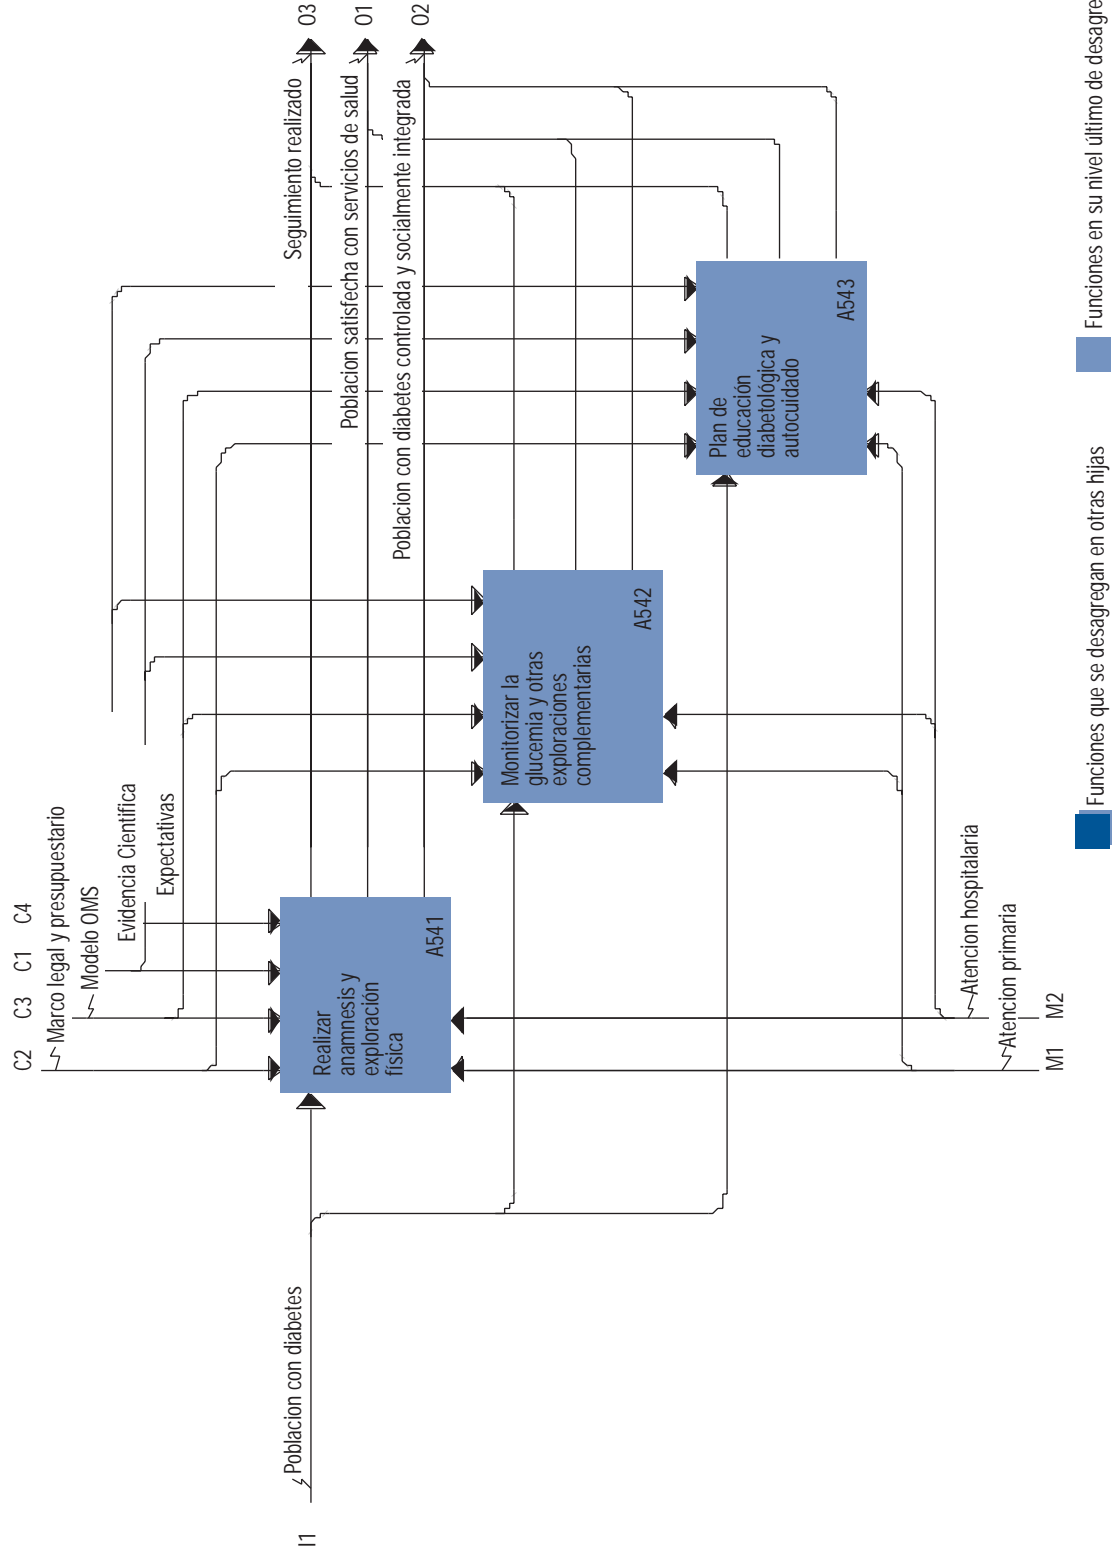 C2
C3
C1
C4
Marco legal y presupuestario
Modelo OMS
Evidencia Científica
Expectativas
I1
Poblacion con diabetes
Realizar
anamnesis y
exploración
física
A541
Monitorizar la
glucemia y otras
exploraciones
complementarias
A542
Plan de
educación
diabetológica y
autocuidado
A543
Seguimiento realizado
O3
Poblacion satisfecha con servicios de salud
O1
Poblacion con diabetes controlada y socialmente integrada
O2
Atencion hospitalaria
Atencion primaria
M1
M2
Funciones que se desagregan en otras hijas
Funciones en su nivel último de desagre